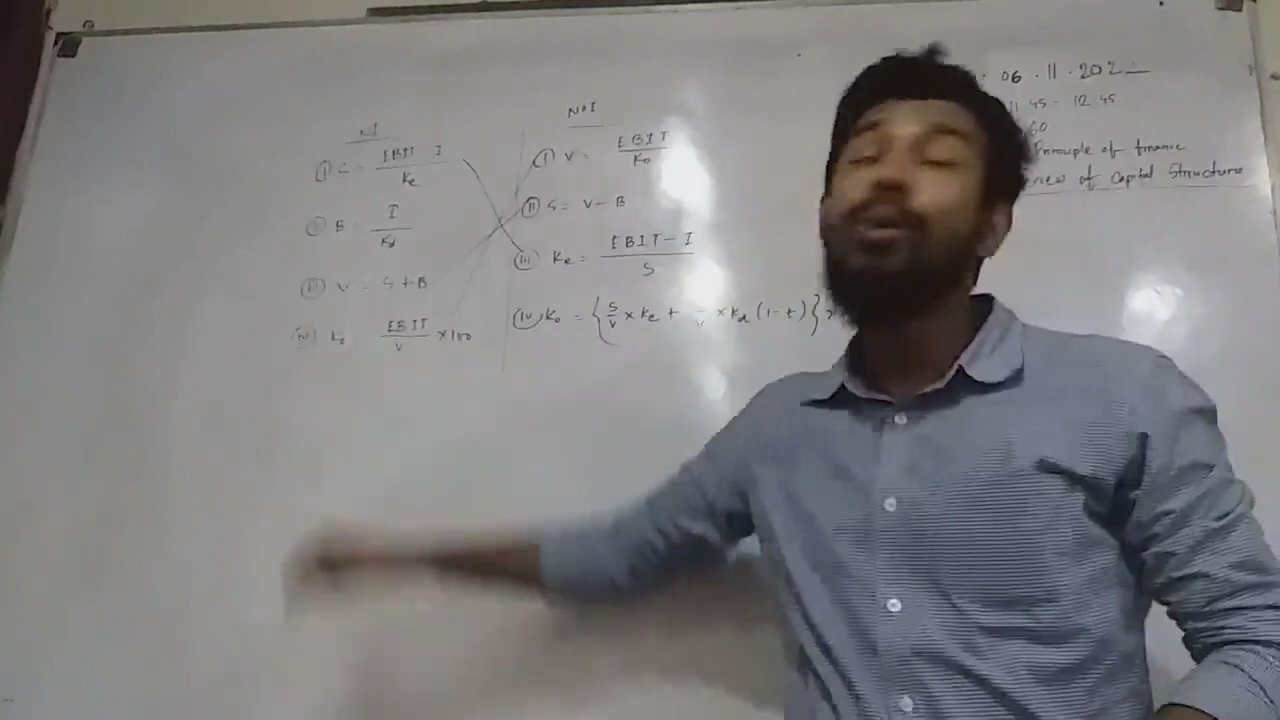 NI
(i) S = EBIT - I / Ke
(ii) B = I / Kd
(iii) V = S + B
(iv) Ko EBIT / V × 100
NOI
(i) V = EBIT / Ko
(ii) S = V - B
(iii) Ke = EBIT - I / S
(iv) Ko = { S/V × Ke + /V × Kd (1 - t) }
: 06.11.202
11 45 - 12 45
60
Principle of finance
view of Capital Structure